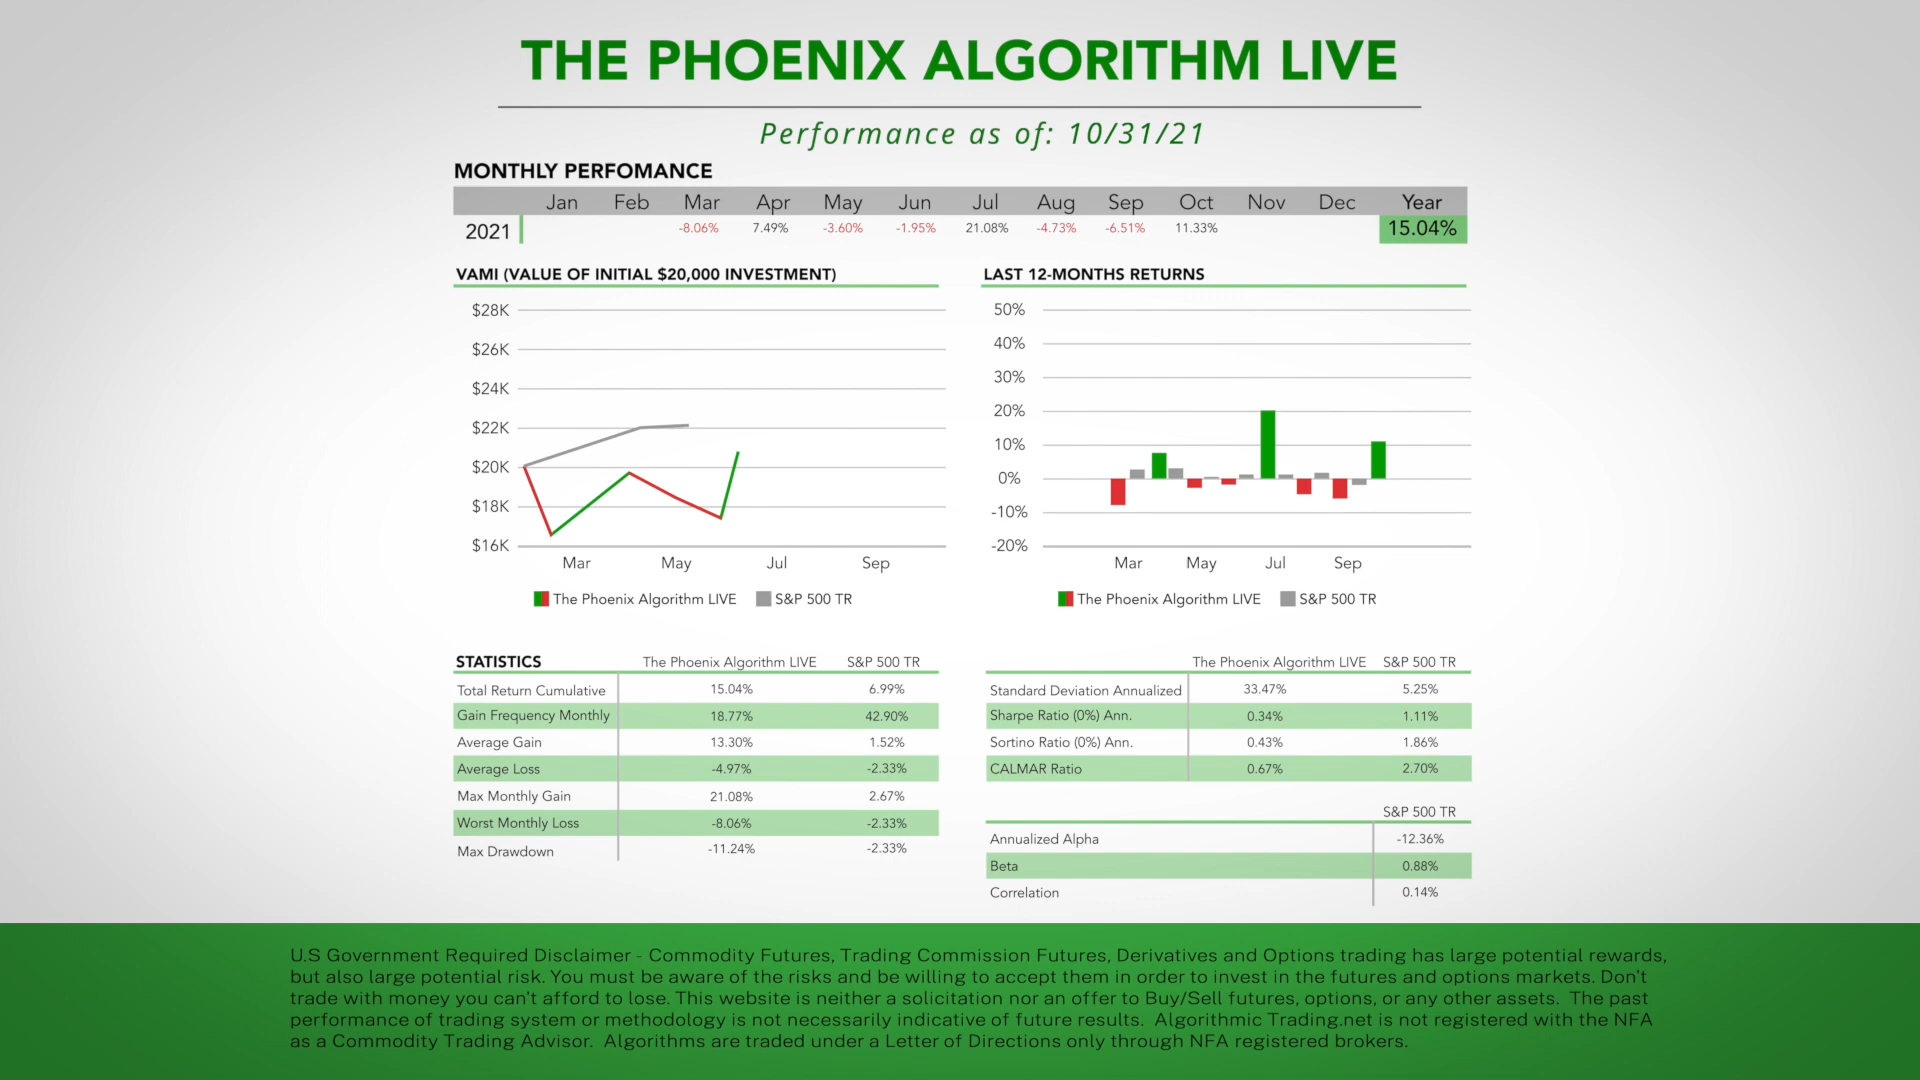 THE PHOENIX ALGORITHM LIVE
Performance as of: 10/31/21
MONTHLY PERFOMANCE
Jan Feb Mar Apr May Jun Jul Aug Sep Oct Nov Dec Year
2021 -8.06% 7.49% -3.60% -1.95% 21.08% -4.73% -6.51% 11.33% 15.04%
VAMI (VALUE OF INITIAL $20,000 INVESTMENT)
$28K
$26K
$24K
$22K
$20K
$18K
$16K
Mar May Jul Sep
The Phoenix Algorithm LIVE S&P 500 TR
LAST 12-MONTHS RETURNS
50%
40%
30%
20%
10%
0%
-10%
-20%
Mar May Jul Sep
The Phoenix Algorithm LIVE S&P 500 TR
STATISTICS The Phoenix Algorithm LIVE S&P 500 TR
Total Return Cumulative 15.04% 6.99%
Gain Frequency Monthly 18.77% 42.90%
Average Gain 13.30% 1.52%
Average Loss -4.97% -2.33%
Max Monthly Gain 21.08% 2.67%
Worst Monthly Loss -8.06% -2.33%
Max Drawdown -11.24% -2.33%
The Phoenix Algorithm LIVE S&P 500 TR
Standard Deviation Annualized 33.47% 5.25%
Sharpe Ratio (0%) Ann. 0.34% 1.11%
Sortino Ratio (0%) Ann. 0.43% 1.86%
CALMAR Ratio 0.67% 2.70%
S&P 500 TR
Annualized Alpha -12.36%
Beta 0.88%
Correlation 0.14%
U.S Government Required Disclaimer - Commodity Futures, Trading Commission Futures, Derivatives and Options trading has large potential rewards,
but also large potential risk. You must be aware of the risks and be willing to accept them in order to invest in the futures and options markets. Don't
trade with money you can't afford to lose. This website is neither a solicitation nor an offer to Buy/Sell futures, options, or any other assets. The past
performance of trading system or methodology is not necessarily indicative of future results. Algorithmic Trading.net is not registered with the NFA
as a Commodity Trading Advisor. Algorithms are traded under a Letter of Directions only through NFA registered brokers.